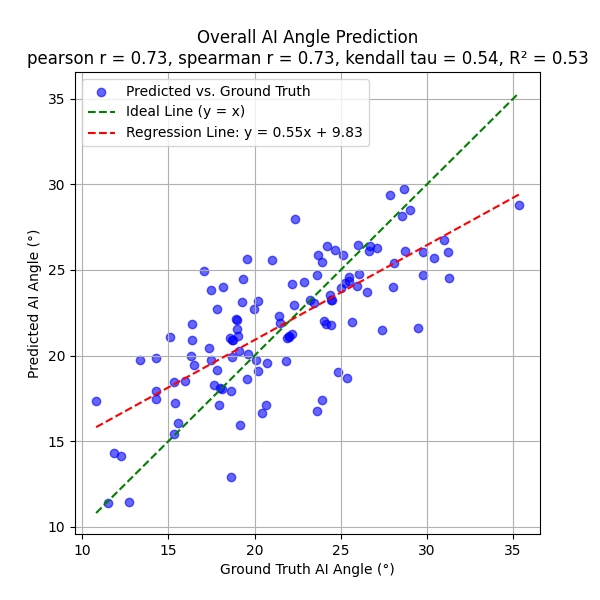 Overall AI Angle Prediction
pearson r = 0.73, spearman r = 0.73, kendall tau = 0.54, R² = 0.53
Predicted vs. Ground Truth
Ideal Line (y = x)
Regression Line: y = 0.55x + 9.83
Predicted AI Angle (°)
35
30
25
20
15
10
10 15 20 25 30 35
Ground Truth AI Angle (°)